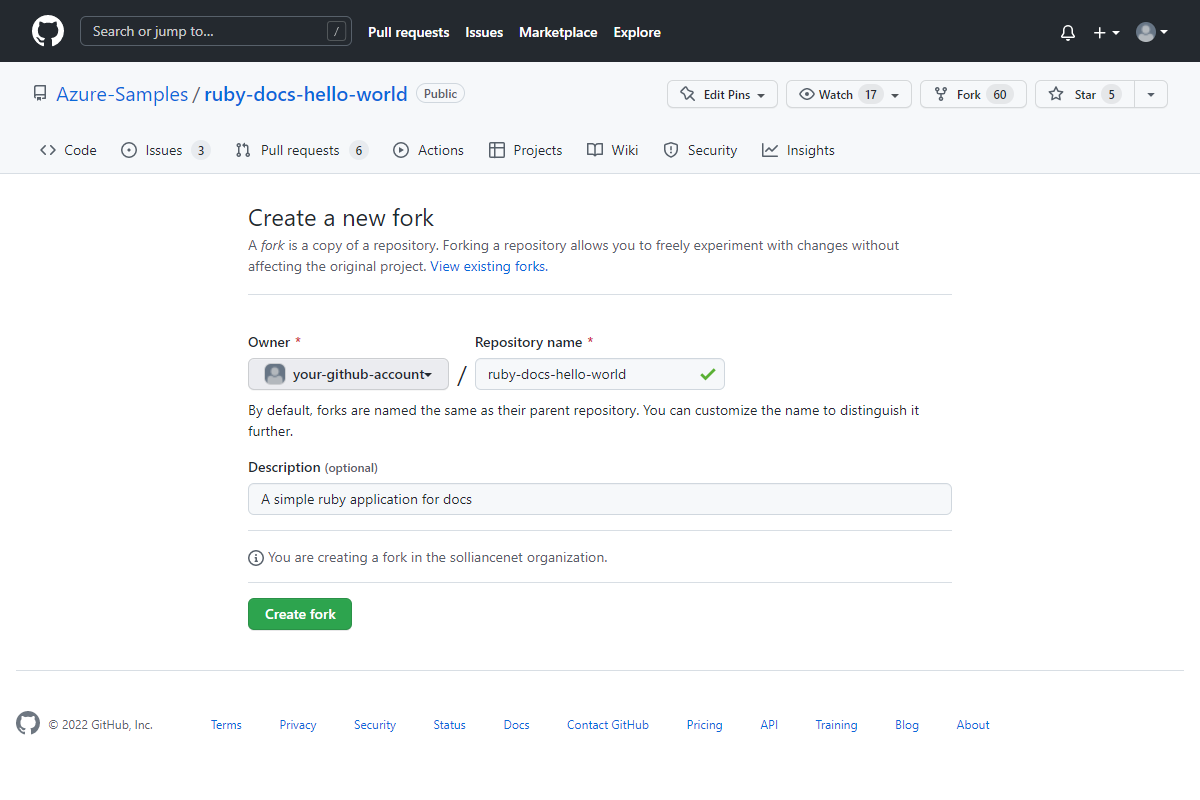 Search or jump to... /
Pull requests Issues Marketplace Explore
Azure-Samples / ruby-docs-hello-world Public
Edit Pins Watch 17 Fork 60 Star 5
Code Issues 3 Pull requests 6 Actions Projects Wiki Security Insights
Create a new fork
A fork is a copy of a repository. Forking a repository allows you to freely experiment with changes without
affecting the original project. View existing forks.
Owner * Repository name *
your-github-account / ruby-docs-hello-world
By default, forks are named the same as their parent repository. You can customize the name to distinguish it
further.
Description (optional)
A simple ruby application for docs
You are creating a fork in the solliancenet organization.
Create fork
© 2022 GitHub, Inc. Terms Privacy Security Status Docs Contact GitHub Pricing API Training Blog About